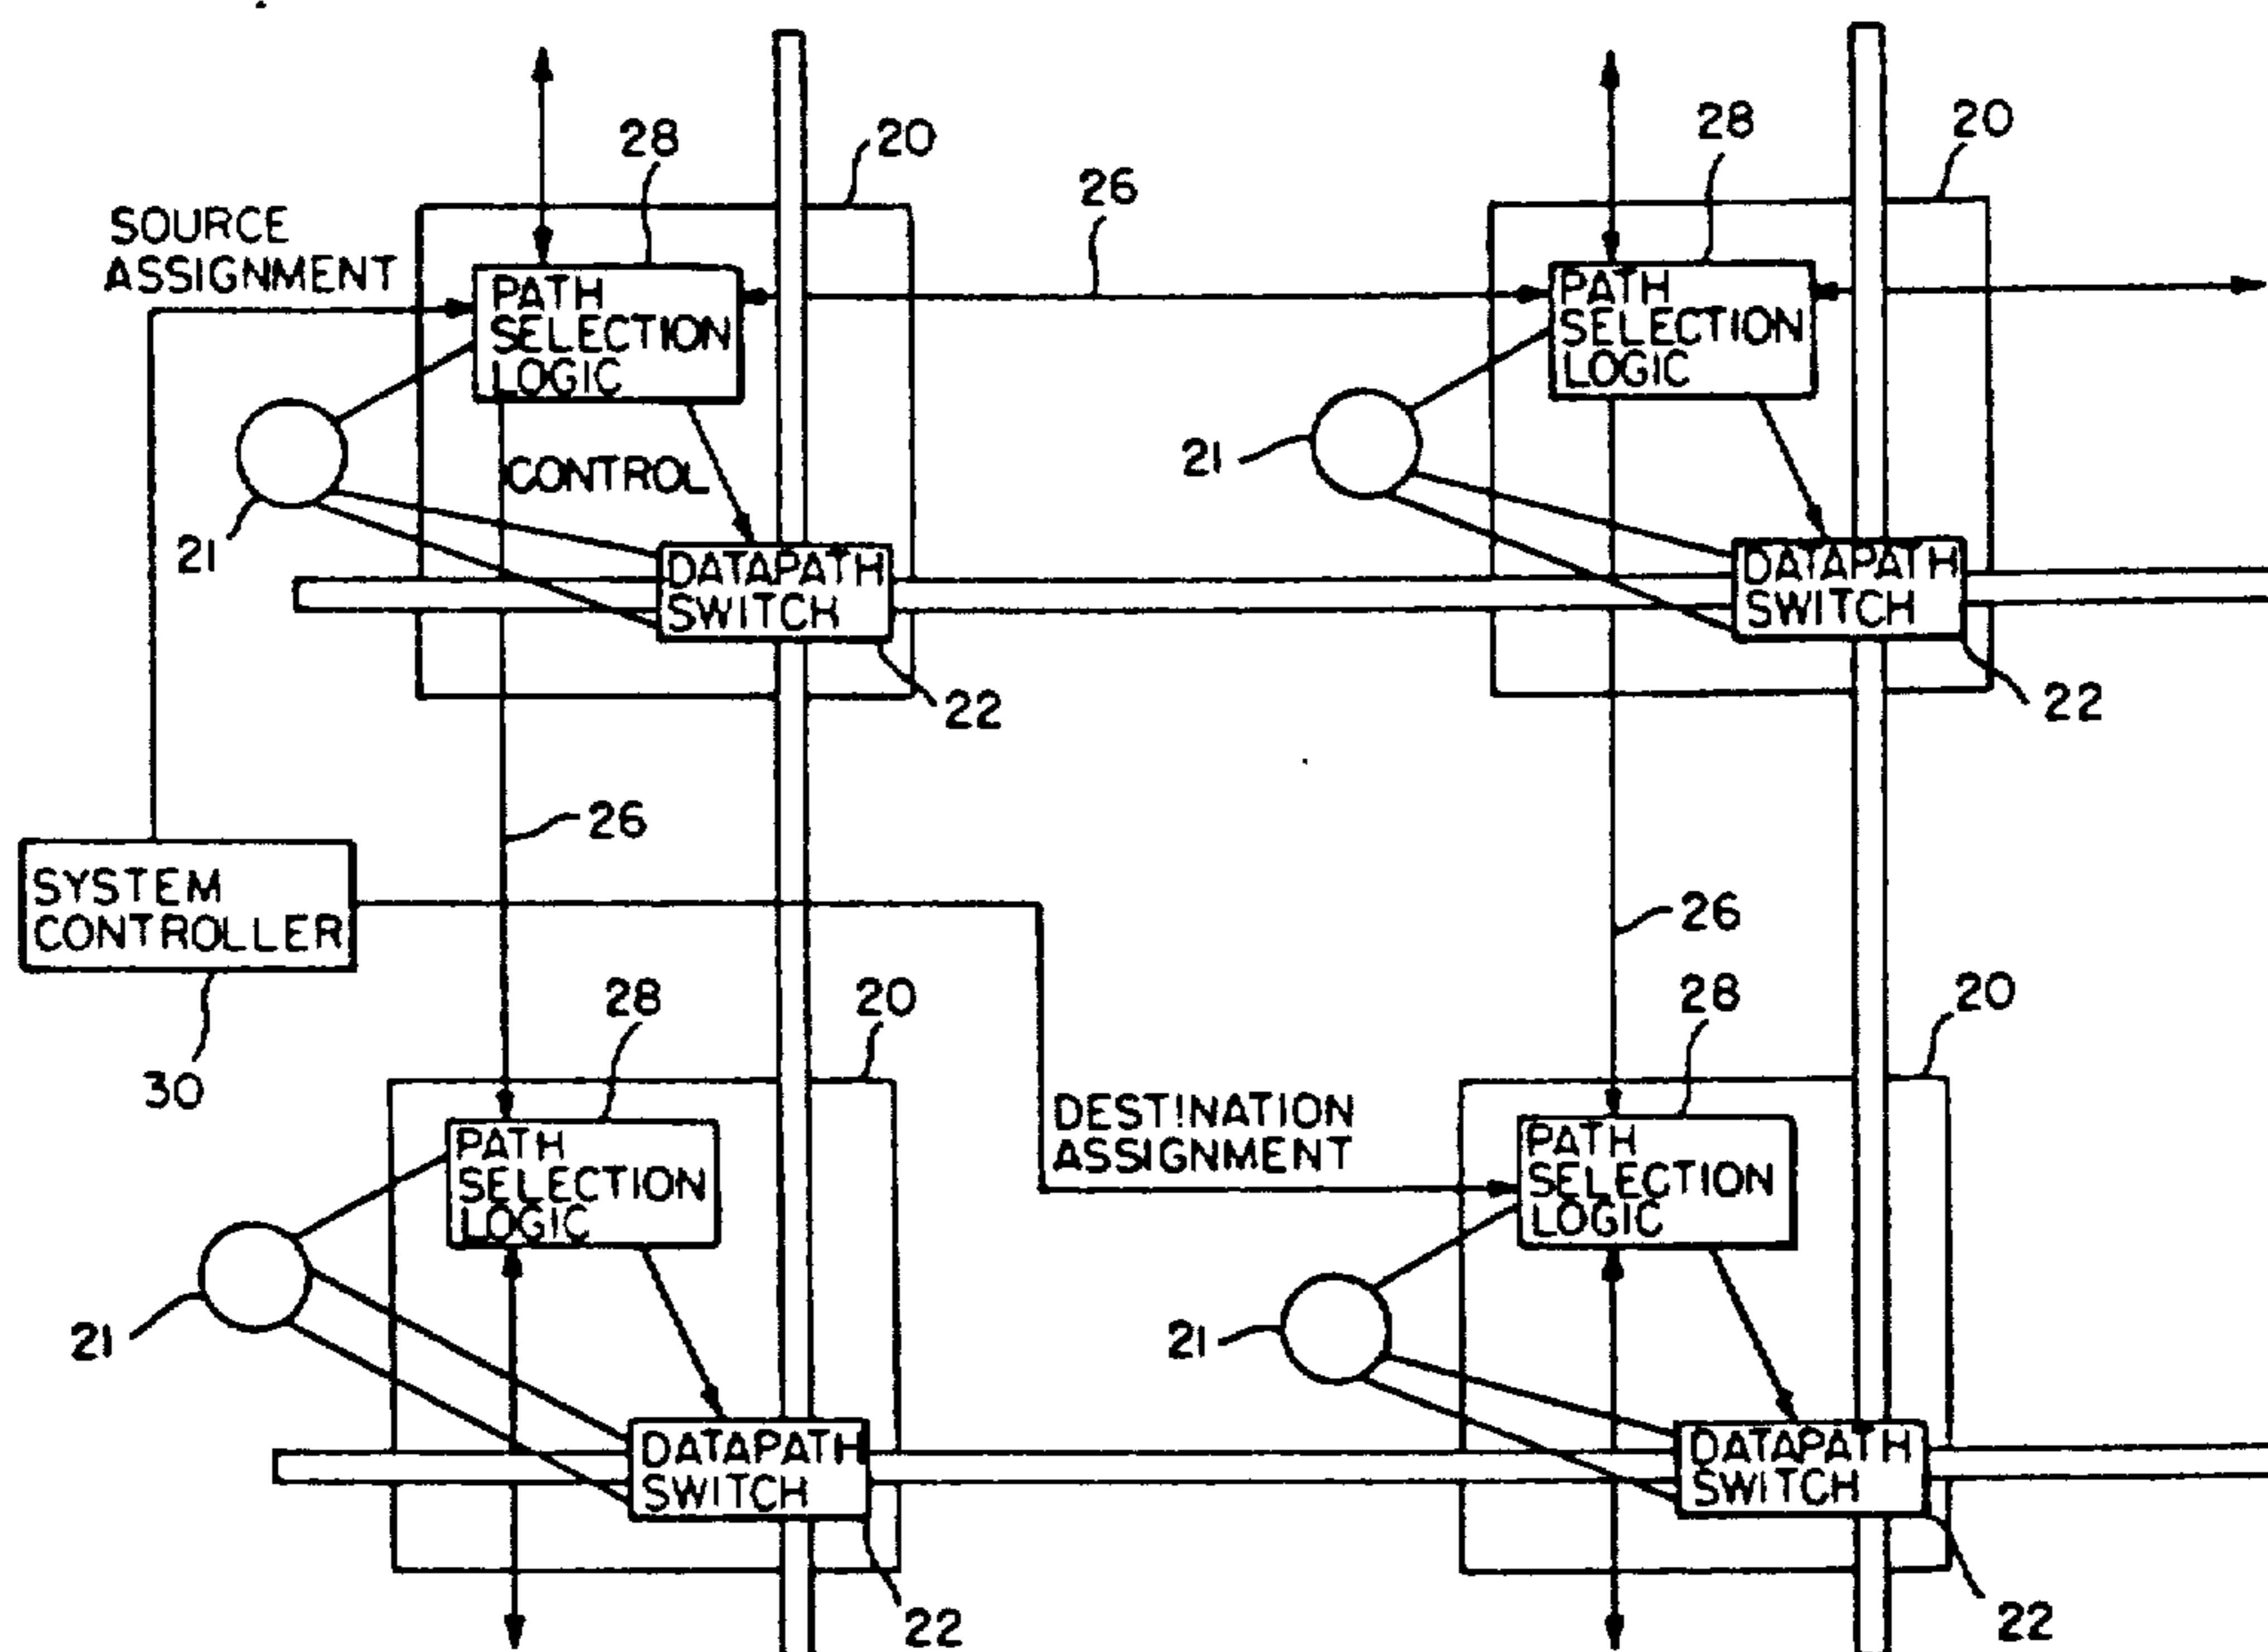 28
20
28
20
26
SOURCE
ASSIGNMENT
PATH
SELECTION
LOGIC
PATH
SELECTION
LOGIC
21
CONTROL
21
DATAPATH
SWITCH
DATAPATH
SWITCH
22
22
26
SYSTEM
CONTROLLER
26
30
28
20
28
20
DESTINATION
ASSIGNMENT
PATH
SELECTION
LOGIC
PATH
SELECTION
LOGIC
21
21
DATAPATH
SWITCH
DATAPATH
SWITCH
22
22